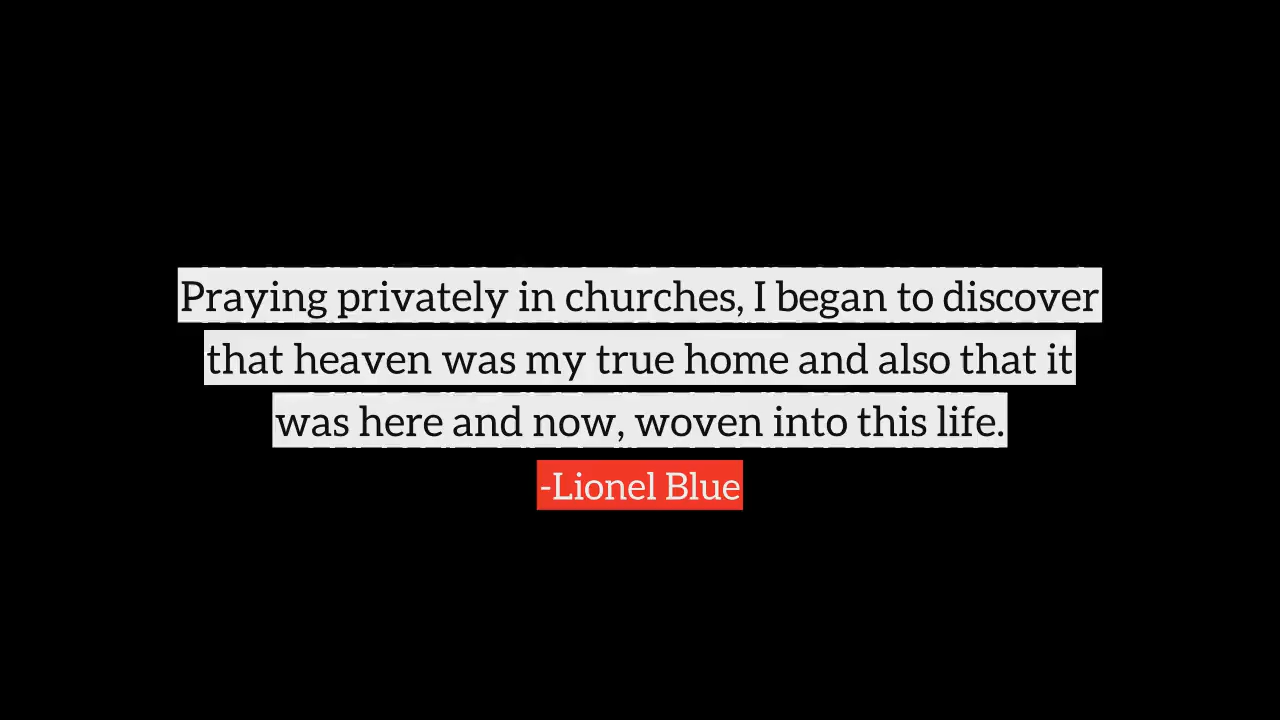 Praying privately in churches, I began to discover
that heaven was my true home and also that it
was here and now, woven into this life.
-Lionel Blue